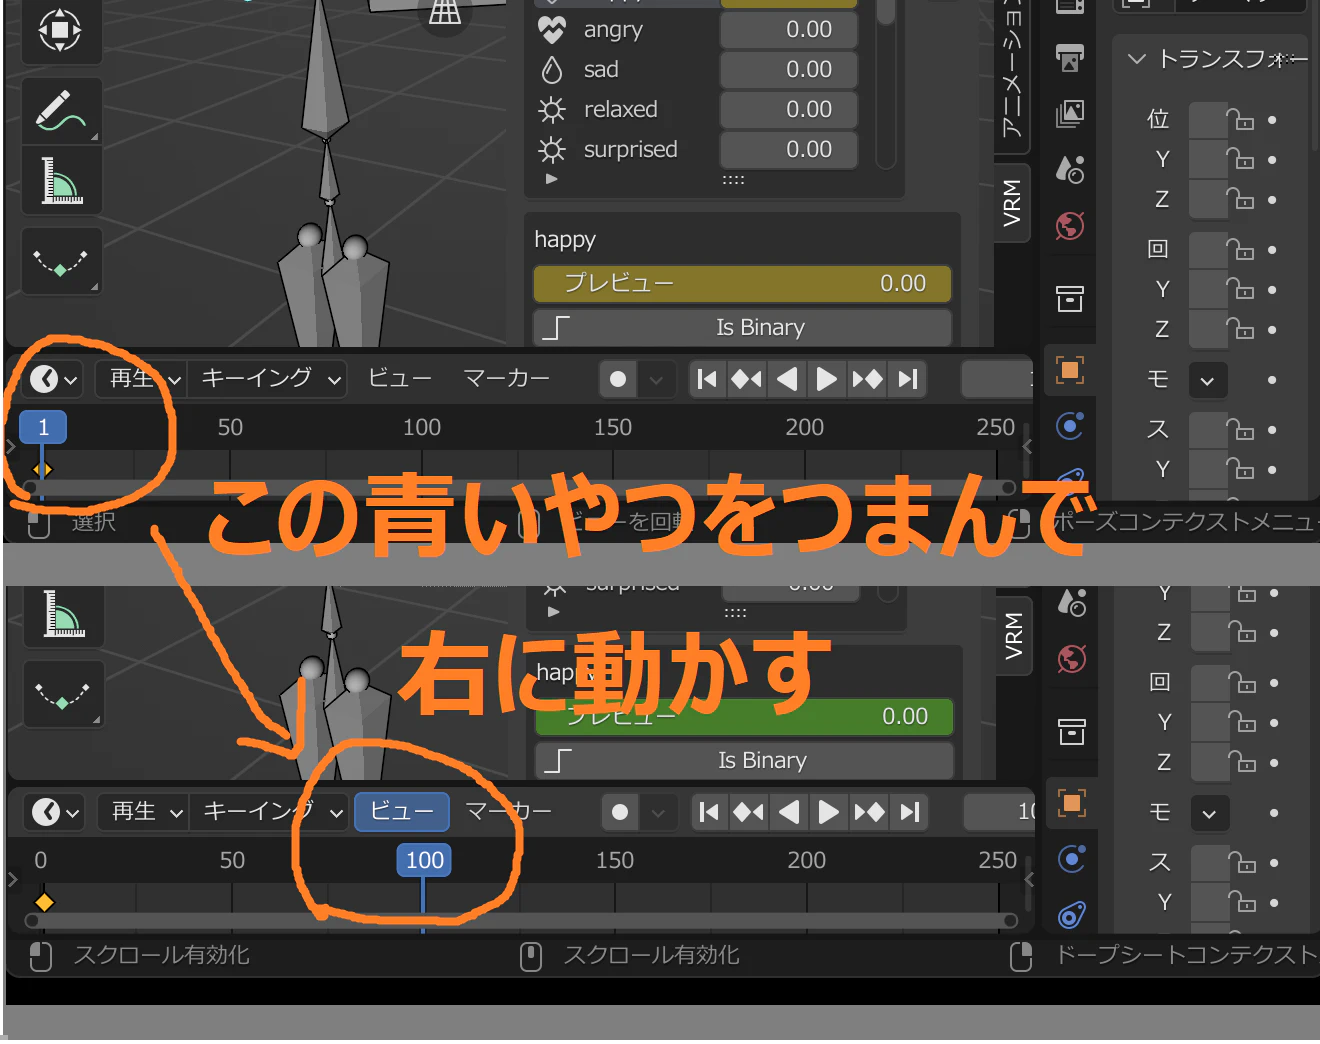 angry 0.00
sad 0.00
relaxed 0.00
surprised 0.00
アニメーション
VRM
happy
プレビュー 0.00
Is Binary
トランスフォー
位
Y
Z
回
Y
Z
モ
ス
Y
再生 キーイング ビュー マーカー
1 50 100 150 200 250
選択 ビューを回転 ポーズコンテクストメニュー
この青いやつをつまんで
右に動かす
surprised 0.00
VRM
happy
プレビュー 0.00
Is Binary
Y
Z
回
Y
Z
モ
ス
Y
再生 キーイング ビュー マーカー 10
0 50 100 150 200 250
スクロール有効化 スクロール有効化 ドープシートコンテクスト